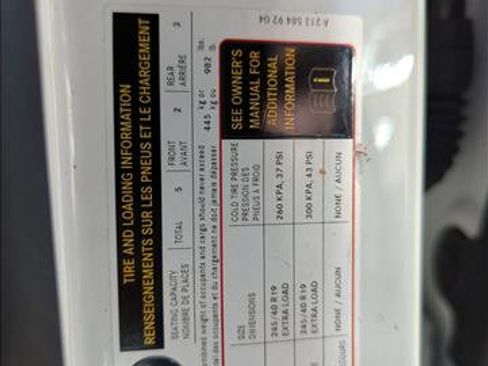 TIRE AND LOADING INFORMATION
RENSEIGNEMENTS SUR LES PNEUS ET LE CHARGEMENT
SEATING CAPACITY
NOMBRE DE PLACES
TOTAL 5
FRONT
AVANT
2
REAR
ARRIÈRE
3
ombined weight of occupants and cargo should never exceed
445 kg or 982 lbs.
des occupants et du chargement ne doit jamais dépasser
kg ou lb.
SIZE
DIMENSIONS
COLD TIRE PRESSURE
PRESSION DES
PNEUS À FROID
245/40 R19
EXTRA LOAD
260 KPA, 37 PSI
245/40 R19
EXTRA LOAD
300 KPA, 43 PSI
NONE / AUCUN
NONE / AUCUN
SEE OWNER'S
MANUAL FOR
ADDITIONAL
INFORMATION
i
A 213 584 92 04